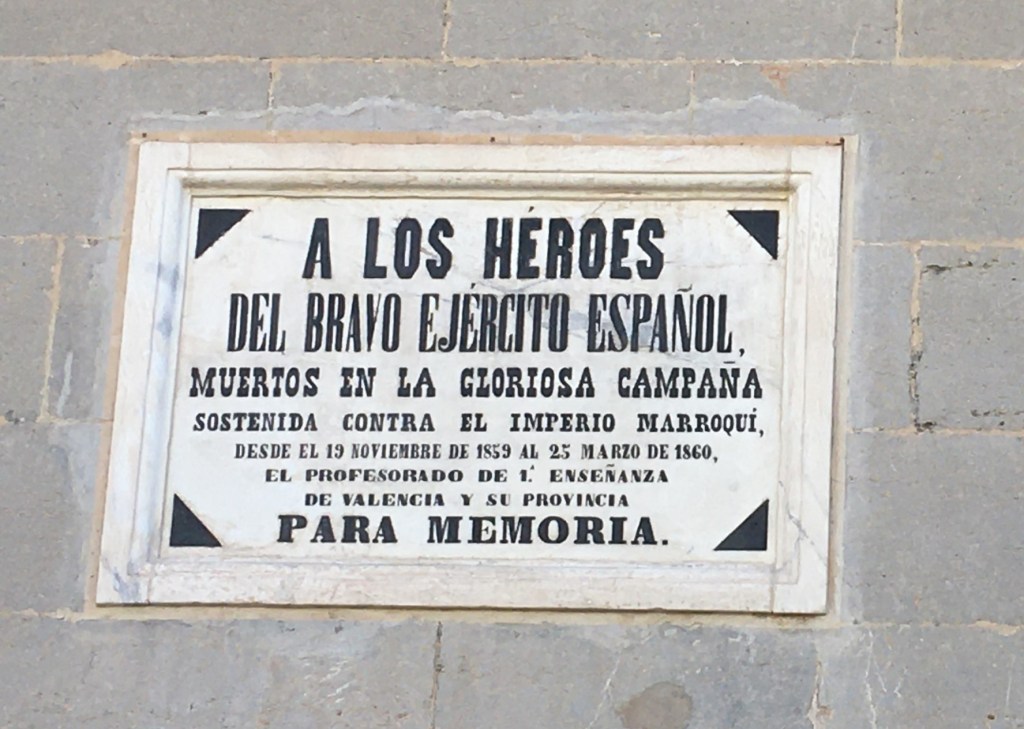 A LOS HÉROES
DEL BRAVO EJÉRCITO ESPAÑOL,
MUERTOS EN LA GLORIOSA CAMPAÑA
SOSTENIDA CONTRA EL IMPERIO MARROQUÍ,
DESDE EL 19 NOVIEMBRE DE 1859 AL 25 MARZO DE 1860,
EL PROFESORADO DE 1.ª ENSEÑANZA
DE VALENCIA Y SU PROVINCIA
PARA MEMORIA.